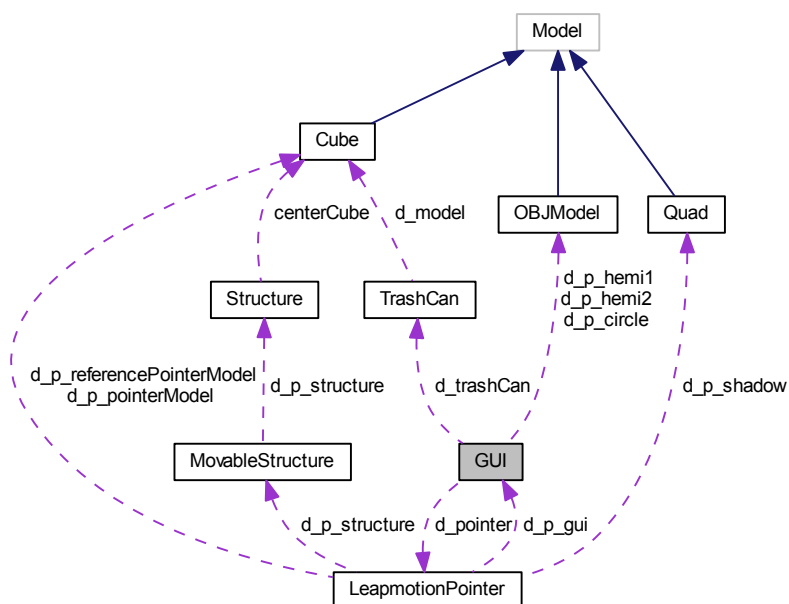 Model
Cube
OBJModel
Quad
centerCube
d_model
d_p_hemi1
d_p_hemi2
d_p_circle
Structure
TrashCan
d_p_referencePointerModel
d_p_pointerModel
d_p_structure
d_trashCan
d_p_shadow
MovableStructure
GUI
d_p_structure
d_pointer
d_p_gui
LeapmotionPointer